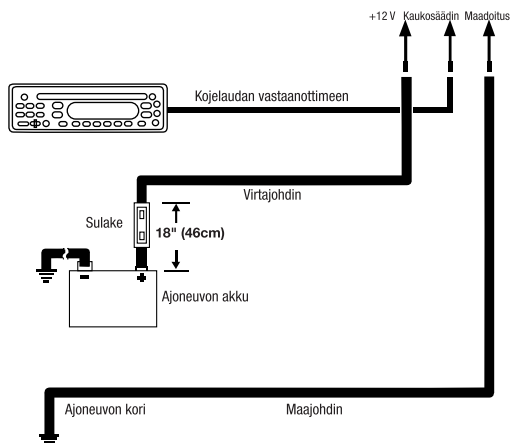 +12 V Kaukosäädin Maadoitus
Kojelaudan vastaanottimeen
Virtajohdin
Sulake
18" (46cm)
Ajoneuvon akku
Ajoneuvon kori
Maajohdin